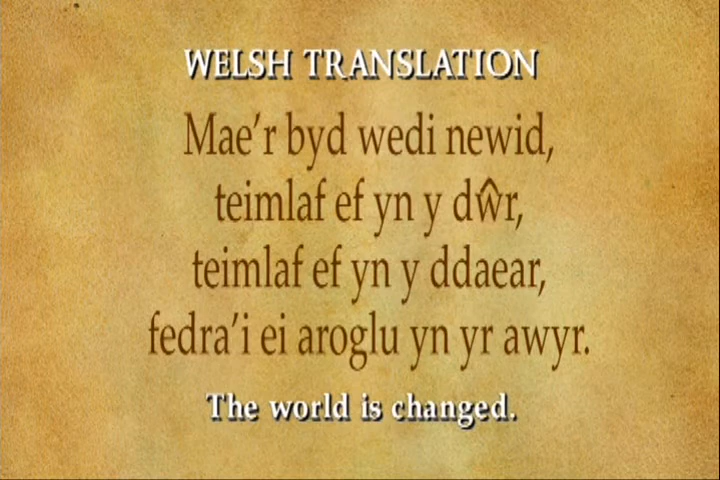 WELSH TRANSLATION
Mae'r byd wedi newid,
teimlaf ef yn y dŵr,
teimlaf ef yn y ddaear,
fedra'i ei aroglu yn yr awyr.
The world is changed.